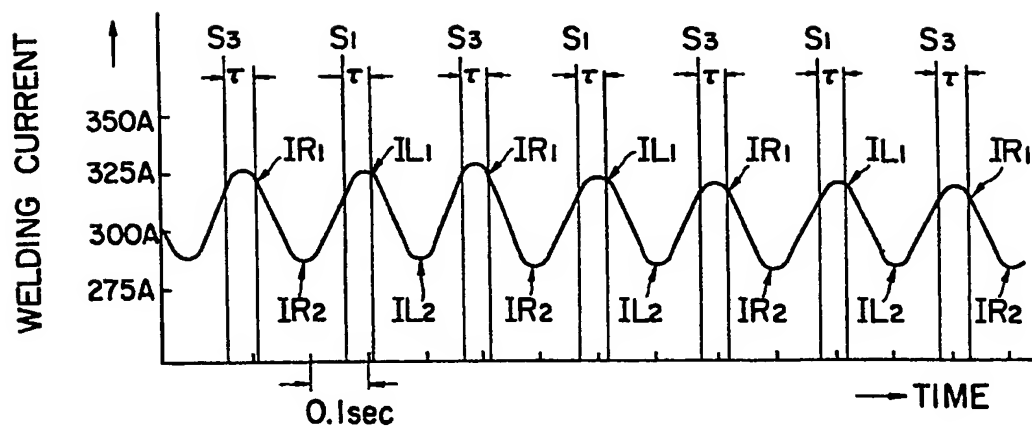 WELDING CURRENT
S3 S1 S3 S1 S3 S1 S3
τ τ τ τ τ τ τ
350A
325A
300A
275A
IR1 IL1 IR1 IL1 IR1 IL1 IR1
IR2 IL2 IR2 IL2 IR2 IL2 IR2
0.1sec
TIME